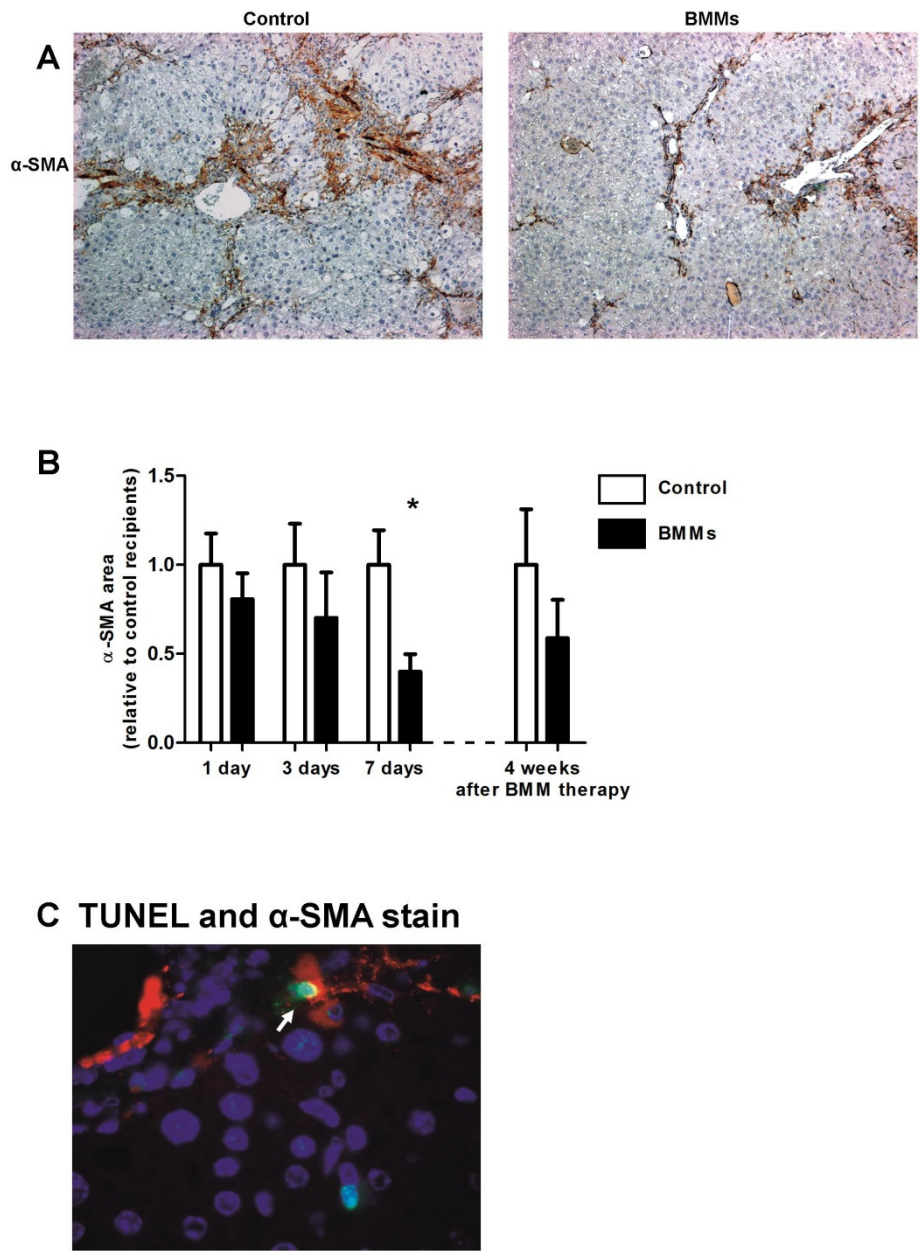 Control
BMMs
A
α-SMA
B
α-SMA area
(relative to control recipients)
1.5
1.0
0.5
0.0
*
Control
BMMs
1 day
3 days
7 days
4 weeks
after BMM therapy
C TUNEL and α-SMA stain